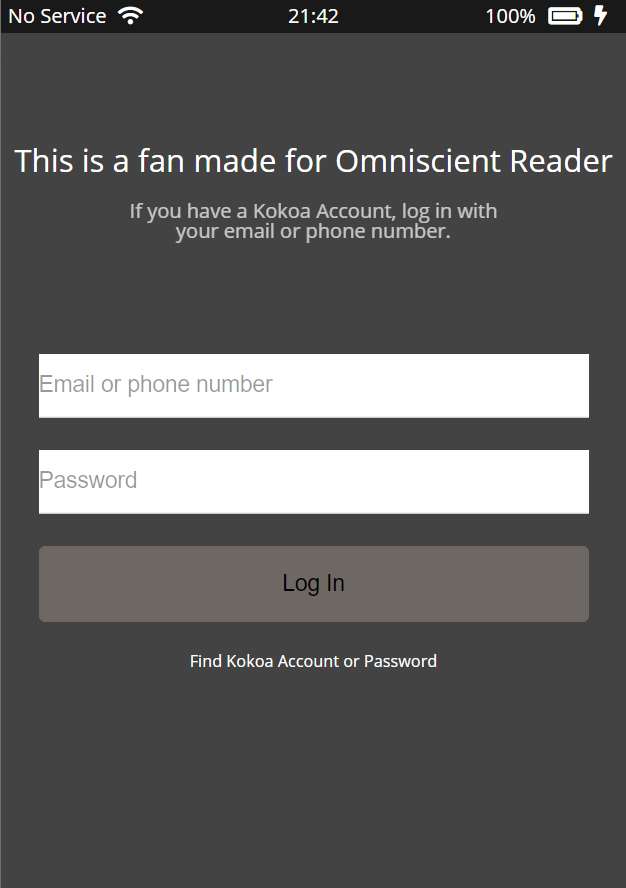 No Service 21:42 100%
This is a fan made for Omniscient Reader
If you have a Kokoa Account, log in with
your email or phone number.
Email or phone number
Password
Log In
Find Kokoa Account or Password